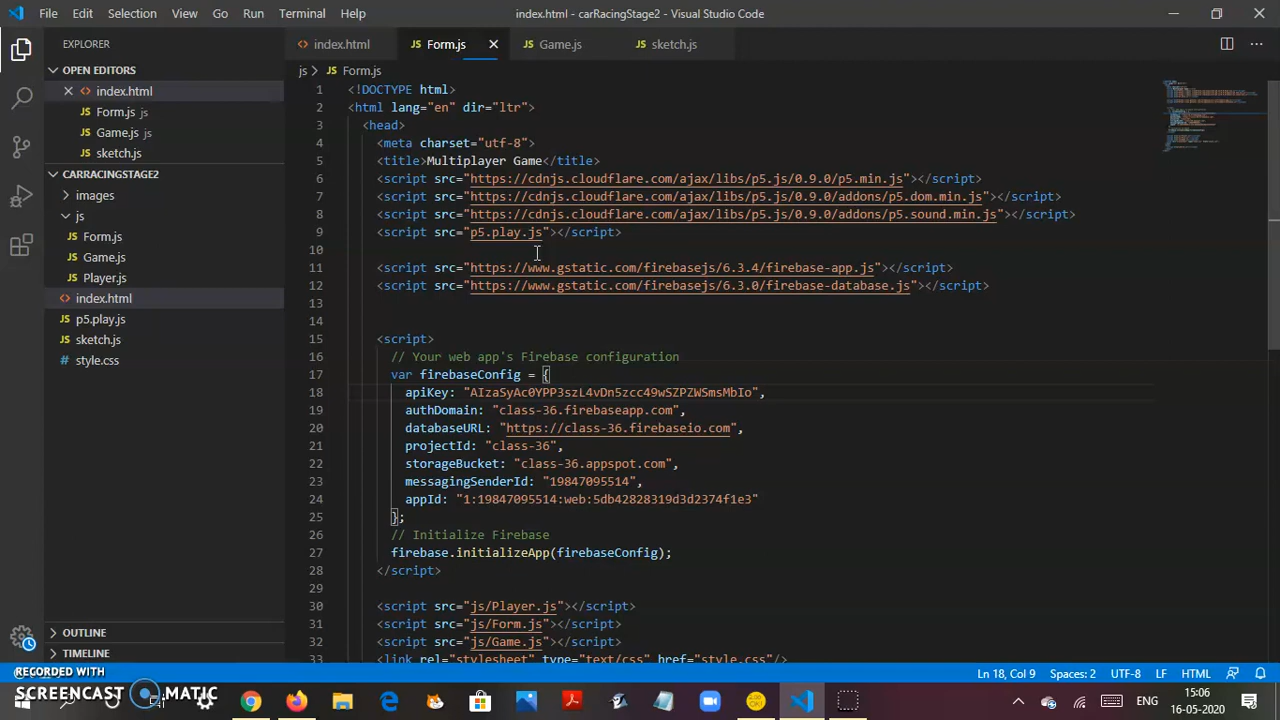 File Edit Selection View Go Run Terminal Help index.html - carRacingStage2 - Visual Studio Code
EXPLORER
index.html Form.js Game.js sketch.js
OPEN EDITORS
js Form.js
index.html
Form.js js
Game.js js
sketch.js
CARRACINGSTAGE2
images
js
Form.js
Game.js
Player.js
index.html
p5.play.js
sketch.js
style.css
OUTLINE
TIMELINE
1 <!DOCTYPE html>
2 <html lang="en" dir="ltr">
3 <head>
4 <meta charset="utf-8">
5 <title>Multiplayer Game</title>
6 <script src="https://cdnjs.cloudflare.com/ajax/libs/p5.js/0.9.0/p5.min.js"></script>
7 <script src="https://cdnjs.cloudflare.com/ajax/libs/p5.js/0.9.0/addons/p5.dom.min.js"></script>
8 <script src="https://cdnjs.cloudflare.com/ajax/libs/p5.js/0.9.0/addons/p5.sound.min.js"></script>
9 <script src="p5.play.js"></script>
10
11 <script src="https://www.gstatic.com/firebasejs/6.3.4/firebase-app.js"></script>
12 <script src="https://www.gstatic.com/firebasejs/6.3.0/firebase-database.js"></script>
13
14
15 <script>
16 // Your web app's Firebase configuration
17 var firebaseConfig = {
18 apiKey: "AIzaSyAc0YPP3szL4vDn5zcc49wSZPZWSmsMbIo",
19 authDomain: "class-36.firebaseapp.com",
20 databaseURL: "https://class-36.firebaseio.com",
21 projectId: "class-36",
22 storageBucket: "class-36.appspot.com",
23 messagingSenderId: "19847095514",
24 appId: "1:19847095514:web:5db42828319d3d2374f1e3"
25 };
26 // Initialize Firebase
27 firebase.initializeApp(firebaseConfig);
28 </script>
29
30 <script src="js/Player.js"></script>
31 <script src="js/Form.js"></script>
32 <script src="js/Game.js"></script>
33 <link rel="stylesheet" type="text/css" href="style.css"/>
Ln 18, Col 9 Spaces: 2 UTF-8 LF HTML
RECORDED WITH
SCREENCAST MATIC
ENG
15:06
16-05-2020